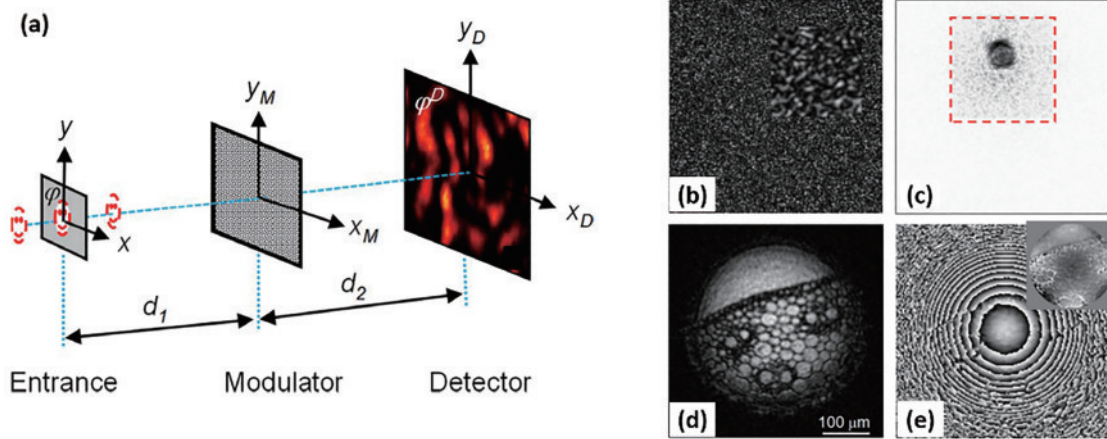 (a)
y
φ
x
y_M
x_M
y_D
φ^D
x_D
d_1
d_2
Entrance
Modulator
Detector
(b)
(c)
(d)
100 μm
(e)